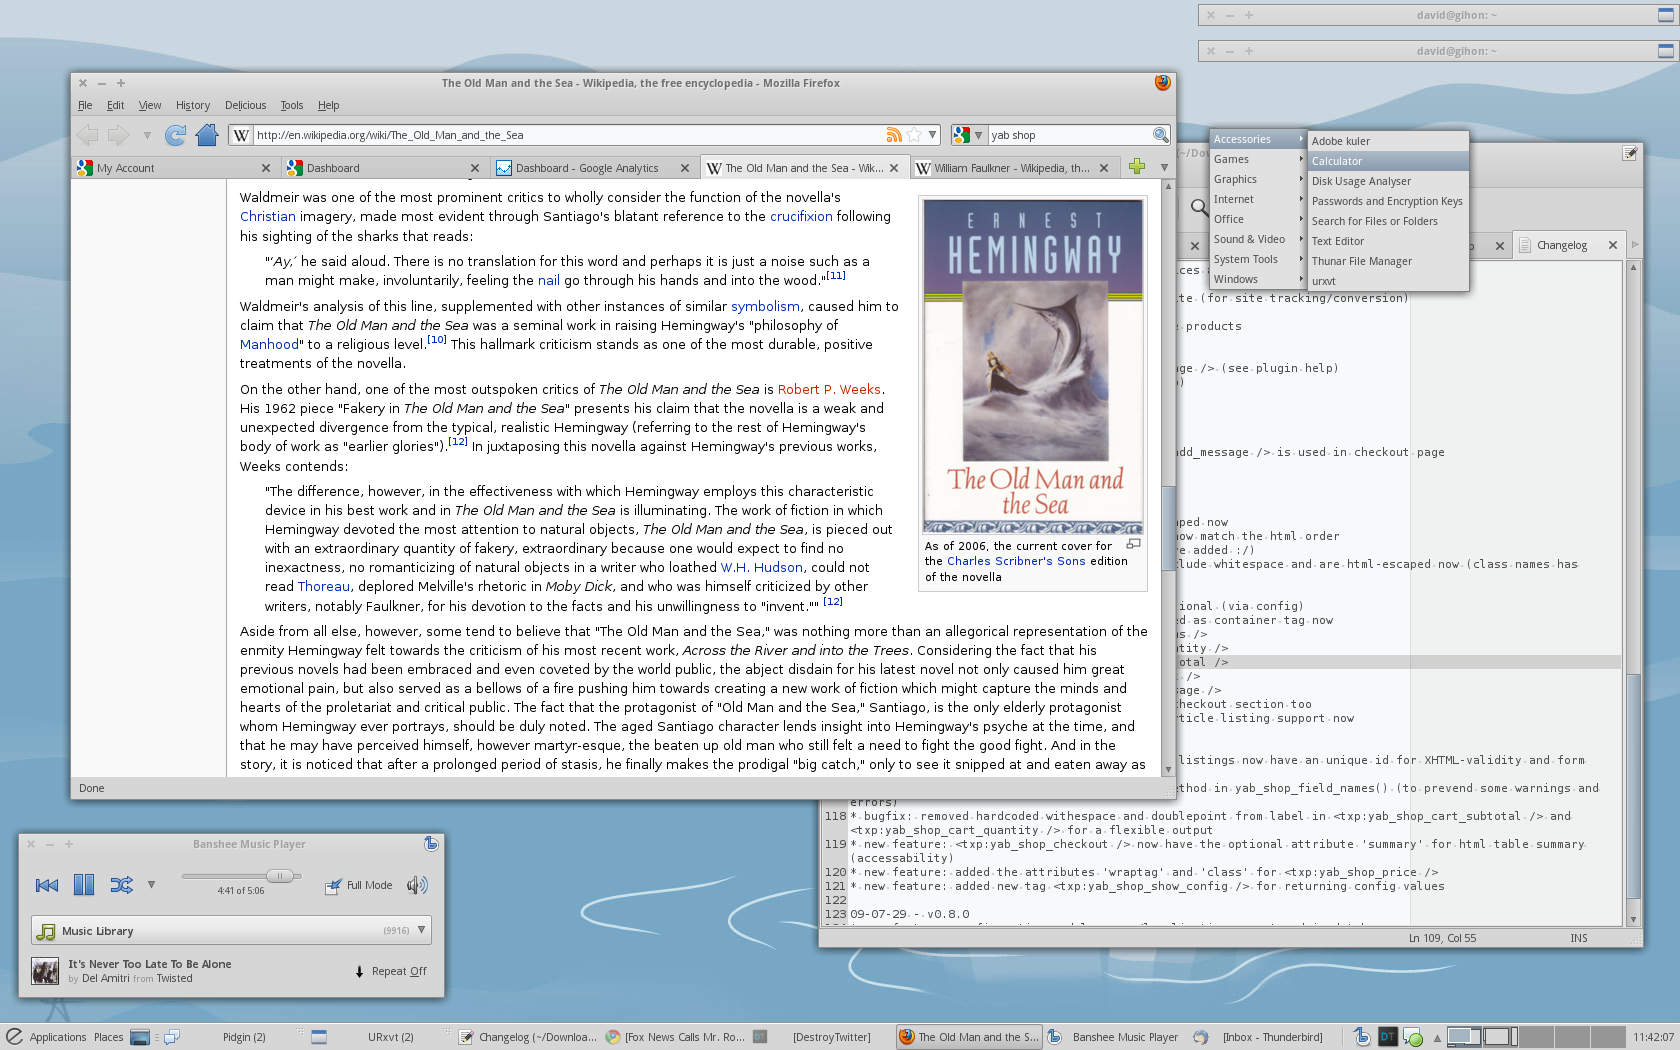 david@gihon: ~
david@gihon: ~
The Old Man and the Sea - Wikipedia, the free encyclopedia - Mozilla Firefox
File Edit View History Delicious Tools Help
http://en.wikipedia.org/wiki/The_Old_Man_and_the_Sea
yab shop
My Account
Dashboard
Dashboard - Google Analytics
The Old Man and the Sea - Wik...
William Faulkner - Wikipedia, th...
Waldmeir was one of the most prominent critics to wholly consider the function of the novella's
Christian imagery, made most evident through Santiago's blatant reference to the crucifixion following
his sighting of the sharks that reads:
"'Ay,' he said aloud. There is no translation for this word and perhaps it is just a noise such as a
man might make, involuntarily, feeling the nail go through his hands and into the wood."[11]
Waldmeir's analysis of this line, supplemented with other instances of similar symbolism, caused him to
claim that The Old Man and the Sea was a seminal work in raising Hemingway's "philosophy of
Manhood" to a religious level.[10] This hallmark criticism stands as one of the most durable, positive
treatments of the novella.
On the other hand, one of the most outspoken critics of The Old Man and the Sea is Robert P. Weeks.
His 1962 piece "Fakery in The Old Man and the Sea" presents his claim that the novella is a weak and
unexpected divergence from the typical, realistic Hemingway (referring to the rest of Hemingway's
body of work as "earlier glories").[12] In juxtaposing this novella against Hemingway's previous works,
Weeks contends:
"The difference, however, in the effectiveness with which Hemingway employs this characteristic
device in his best work and in The Old Man and the Sea is illuminating. The work of fiction in which
Hemingway devoted the most attention to natural objects, The Old Man and the Sea, is pieced out
with an extraordinary quantity of fakery, extraordinary because one would expect to find no
inexactness, no romanticizing of natural objects in a writer who loathed W.H. Hudson, could not
read Thoreau, deplored Melville's rhetoric in Moby Dick, and who was himself criticized by other
writers, notably Faulkner, for his devotion to the facts and his unwillingness to "invent."" [12]
Aside from all else, however, some tend to believe that "The Old Man and the Sea," was nothing more than an allegorical representation of the
enmity Hemingway felt towards the criticism of his most recent work, Across the River and into the Trees. Considering the fact that his
previous novels had been embraced and even coveted by the world public, the abject disdain for his latest novel not only caused him great
emotional pain, but also served as a bellows of a fire pushing him towards creating a new work of fiction which might capture the minds and
hearts of the proletariat and critical public. The fact that the protagonist of "Old Man and the Sea," Santiago, is the only elderly protagonist
whom Hemingway ever portrays, should be duly noted. The aged Santiago character lends insight into Hemingway's psyche at the time, and
that he may have perceived himself, however martyr-esque, the beaten up old man who still felt a need to fight the good fight. And in the
story, it is noticed that after a prolonged period of stasis, he finally makes the prodigal "big catch," only to see it snipped at and eaten away as
ERNEST
HEMINGWAY
The Old Man and
the Sea
As of 2006, the current cover for
the Charles Scribner's Sons edition
of the novella
Done
Accessories
Games
Graphics
Internet
Office
Sound & Video
System Tools
Windows
Adobe kuler
Calculator
Disk Usage Analyser
Passwords and Encryption Keys
Search for Files or Folders
Text Editor
Thunar File Manager
urxvt
Changelog
(for site tracking/conversion)
products
/> (see plugin help)
add_message /> is used in checkout page
now
now match the html order
added :/)
whitespace and are html-escaped now (class names has
(via config)
as container tag now
/>
/>
/>
/>
/>
checkout section too
listing support now
listings now have an unique id for XHTML-validity and form
in yab_shop_field_names() (to prevend some warnings and
errors)
118 * bugfix: removed hardcoded withespace and doublepoint from label in <txp:yab_shop_cart_subtotal /> and
<txp:yab_shop_cart_quantity /> for a flexible output
119 * new feature: <txp:yab_shop_checkout /> now have the optional attribute 'summary' for html table summary
(accessability)
120 * new feature: added the attributes 'wraptag' and 'class' for <txp:yab_shop_price />
121 * new feature: added new tag <txp:yab_shop_show_config /> for returning config values
122
123 09-07-29 - v0.8.0
Ln 109, Col 55 INS
Banshee Music Player
4:41 of 5:06
Full Mode
Music Library (9916)
It's Never Too Late To Be Alone
by Del Amitri from Twisted
Repeat Off
Applications Places Pidgin (2) URxvt (2) Changelog (~/Downloa... [Fox News Calls Mr. Ro... DT [DestroyTwitter] The Old Man and the S... Banshee Music Player [Inbox - Thunderbird] DT 11:42:07